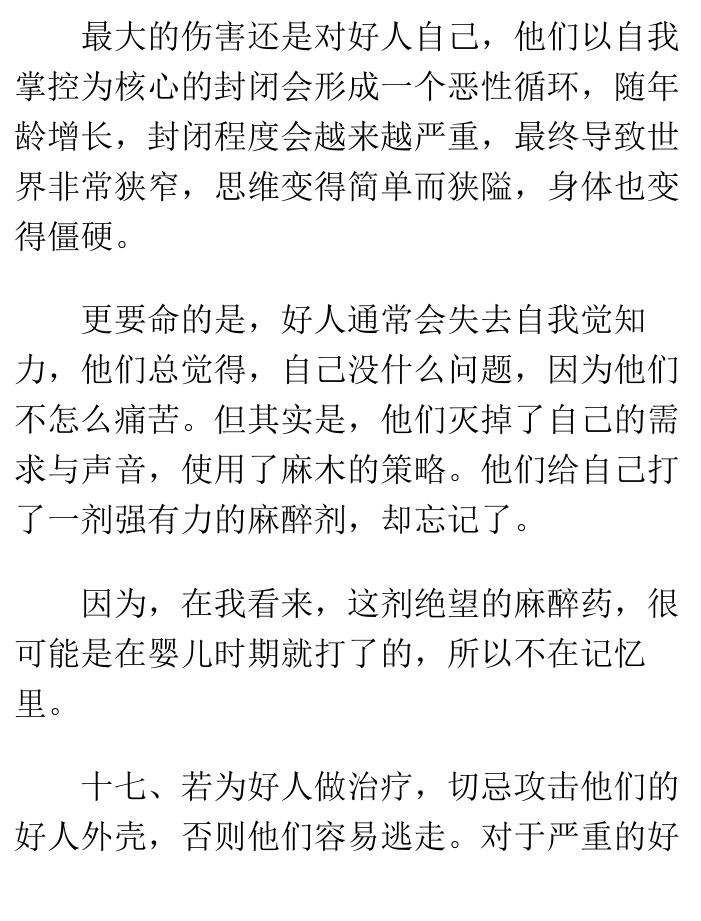 最大的伤害还是对好人自己，他们以自我
掌控为核心的封闭会形成一个恶性循环，随年
龄增长，封闭程度会越来越严重，最终导致世
界非常狭窄，思维变得简单而狭隘，身体也变
得僵硬。
更要命的是，好人通常会失去自我觉知
力，他们总觉得，自己没什么问题，因为他们
不怎么痛苦。但其实是，他们灭掉了自己的需
求与声音，使用了麻木的策略。他们给自己打
了一剂强有力的麻醉剂，却忘记了。
因为，在我看来，这剂绝望的麻醉药，很
可能是在婴儿时期就打了的，所以不在记忆
里。
十七、若为好人做治疗，切忌攻击他们的
好人外壳，否则他们容易逃走。对于严重的好